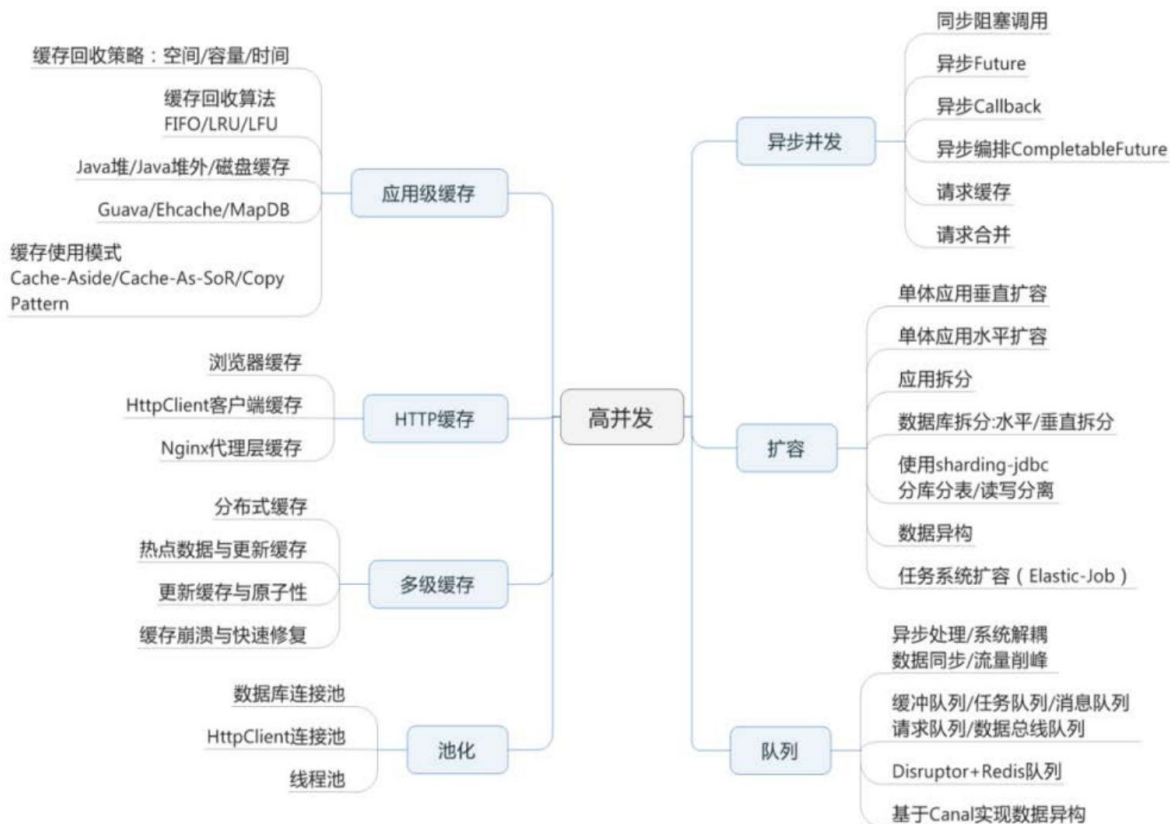 高并发
应用级缓存
缓存回收策略：空间/容量/时间
缓存回收算法
FIFO/LRU/LFU
Java堆/Java堆外/磁盘缓存
Guava/Ehcache/MapDB
缓存使用模式
Cache-Aside/Cache-As-SoR/Copy
Pattern
HTTP缓存
浏览器缓存
HttpClient客户端缓存
Nginx代理层缓存
多级缓存
分布式缓存
热点数据与更新缓存
更新缓存与原子性
缓存崩溃与快速修复
池化
数据库连接池
HttpClient连接池
线程池
异步并发
同步阻塞调用
异步Future
异步Callback
异步编排CompletableFuture
请求缓存
请求合并
扩容
单体应用垂直扩容
单体应用水平扩容
应用拆分
数据库拆分:水平/垂直拆分
使用sharding-jdbc
分库分表/读写分离
数据异构
任务系统扩容（Elastic-Job）
队列
异步处理/系统解耦
数据同步/流量削峰
缓冲队列/任务队列/消息队列
请求队列/数据总线队列
Disruptor+Redis队列
基于Canal实现数据异构